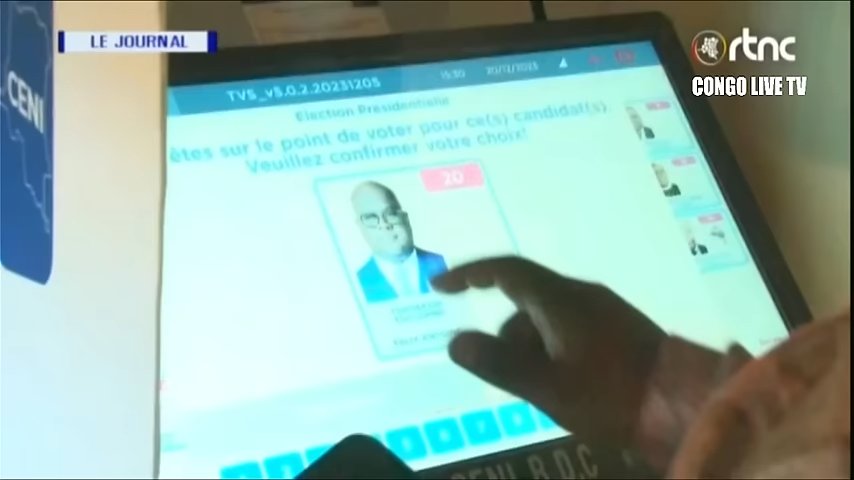 LE JOURNAL
rtnc
CONGO LIVE TV
CENI
TVS_v5.0.2.20231205 15:30 20/12/2023
Election Présidentielle
êtes sur le point de voter pour ce(s) candidat(s).
Veuillez confirmer votre choix!
20
CENI R.D.C